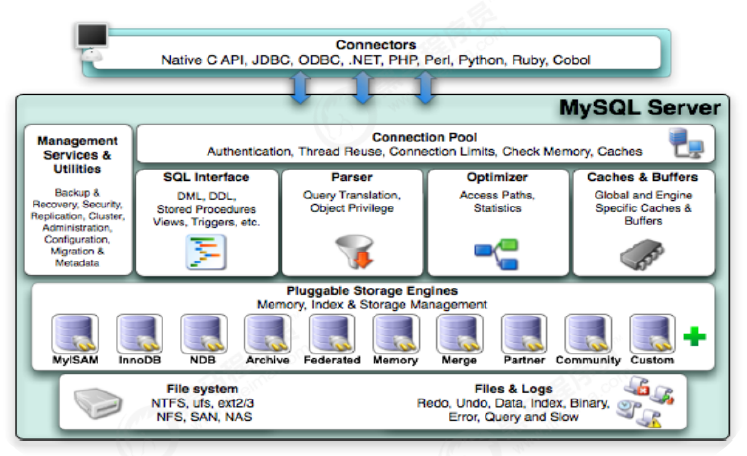 Connectors
Native C API, JDBC, ODBC, .NET, PHP, Perl, Python, Ruby, Cobol
MySQL Server
Management
Services &
Utilities
Backup &
Recovery, Security,
Replication, Cluster,
Administration,
Configuration,
Migration &
Metadata
Connection Pool
Authentication, Thread Reuse, Connection Limits, Check Memory, Caches
SQL Interface
DML, DDL,
Stored Procedures
Views, Triggers, etc.
Parser
Query Translation,
Object Privilege
Optimizer
Access Paths,
Statistics
Caches & Buffers
Global and Engine
Specific Caches &
Buffers
Pluggable Storage Engines
Memory, Index & Storage Management
MyISAM
InnoDB
NDB
Archive
Federated
Memory
Merge
Partner
Community
Custom
File system
NTFS, ufs, ext2/3
NFS, SAN, NAS
Files & Logs
Redo, Undo, Data, Index, Binary,
Error, Query and Slow